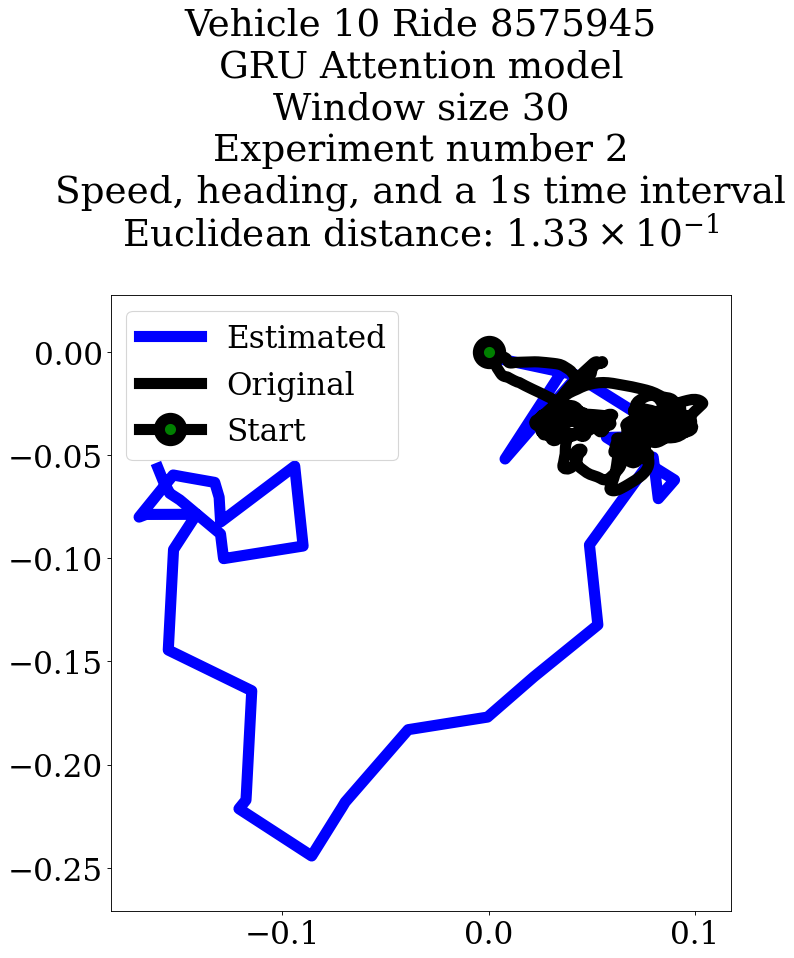 Vehicle 10 Ride 8575945
GRU Attention model
Window size 30
Experiment number 2
Speed, heading, and a 1s time interval
Euclidean distance: 1.33 × 10⁻¹
Estimated
Original
Start
0.00
−0.05
−0.10
−0.15
−0.20
−0.25
−0.1 0.0 0.1